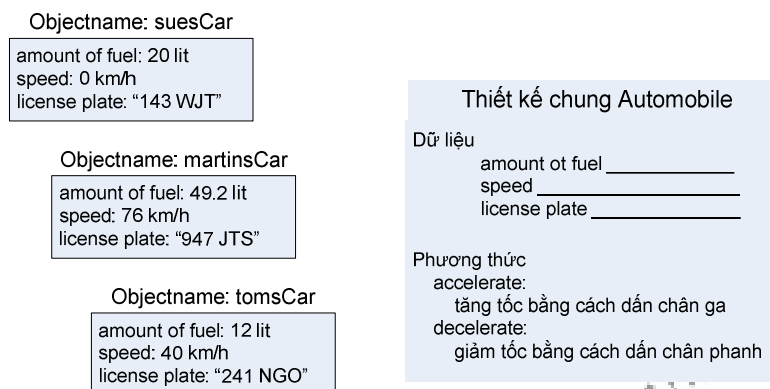 Objectname: suesCar
amount of fuel: 20 lit
speed: 0 km/h
license plate: “143 WJT”
Objectname: martinsCar
amount of fuel: 49.2 lit
speed: 76 km/h
license plate: “947 JTS”
Objectname: tomsCar
amount of fuel: 12 lit
speed: 40 km/h
license plate: “241 NGO”
Thiết kế chung Automobile
Dữ liệu
amount ot fuel
speed
license plate
Phương thức
accelerate:
tăng tốc bằng cách dấn chân ga
decelerate:
giảm tốc bằng cách dấn chân phanh